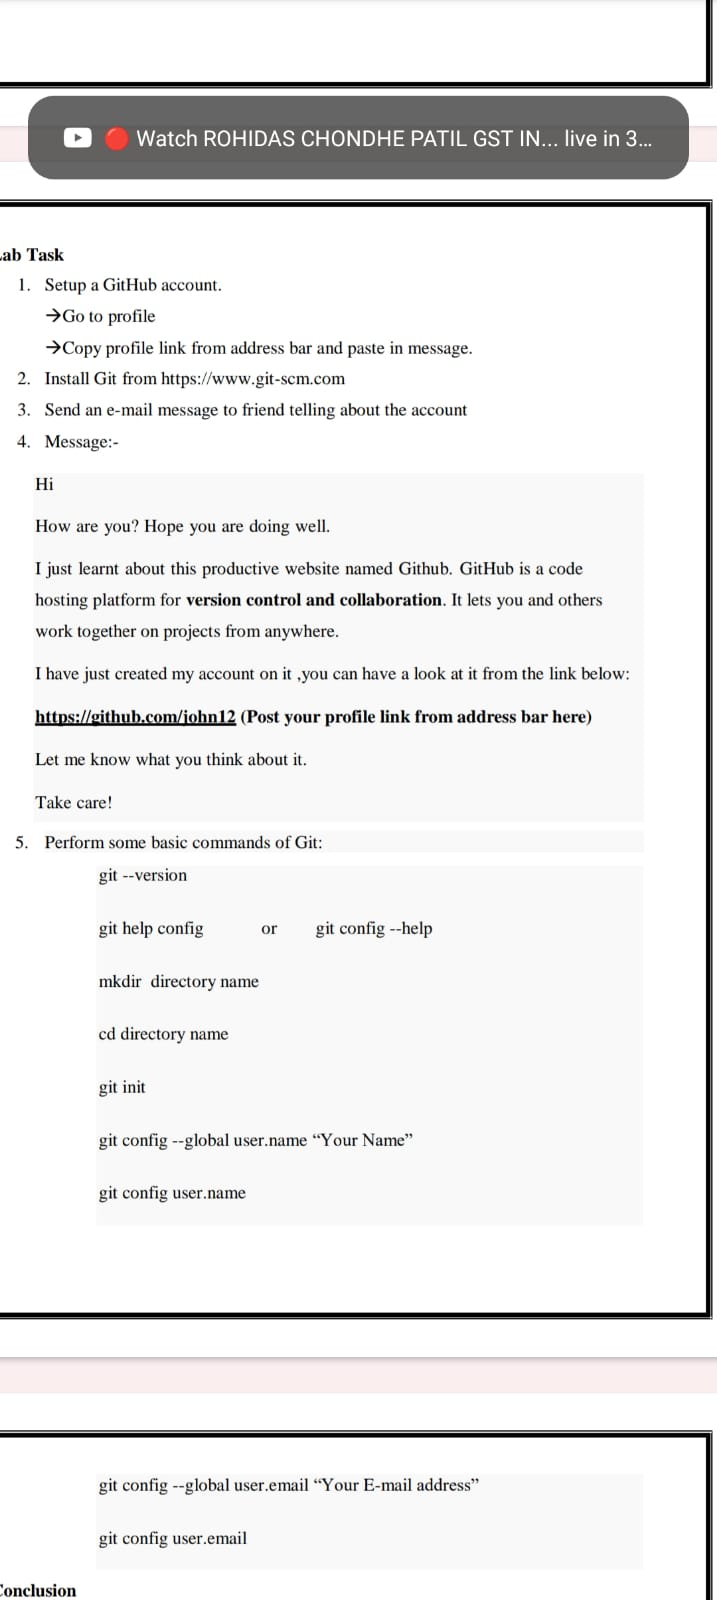 Watch ROHIDAS CHONDHE PATIL GST IN... live in 3...
ab Task
1. Setup a GitHub account.
→Go to profile
→Copy profile link from address bar and paste in message.
2. Install Git from https://www.git-scm.com
3. Send an e-mail message to friend telling about the account
4. Message:-
Hi
How are you? Hope you are doing well.
I just learnt about this productive website named Github. GitHub is a code
hosting platform for version control and collaboration. It lets you and others
work together on projects from anywhere.
I have just created my account on it ,you can have a look at it from the link below:
https://github.com/john12 (Post your profile link from address bar here)
Let me know what you think about it.
Take care!
5. Perform some basic commands of Git:
git --version
git help config or git config --help
mkdir directory name
cd directory name
git init
git config --global user.name “Your Name”
git config user.name
git config --global user.email “Your E-mail address”
git config user.email
Conclusion